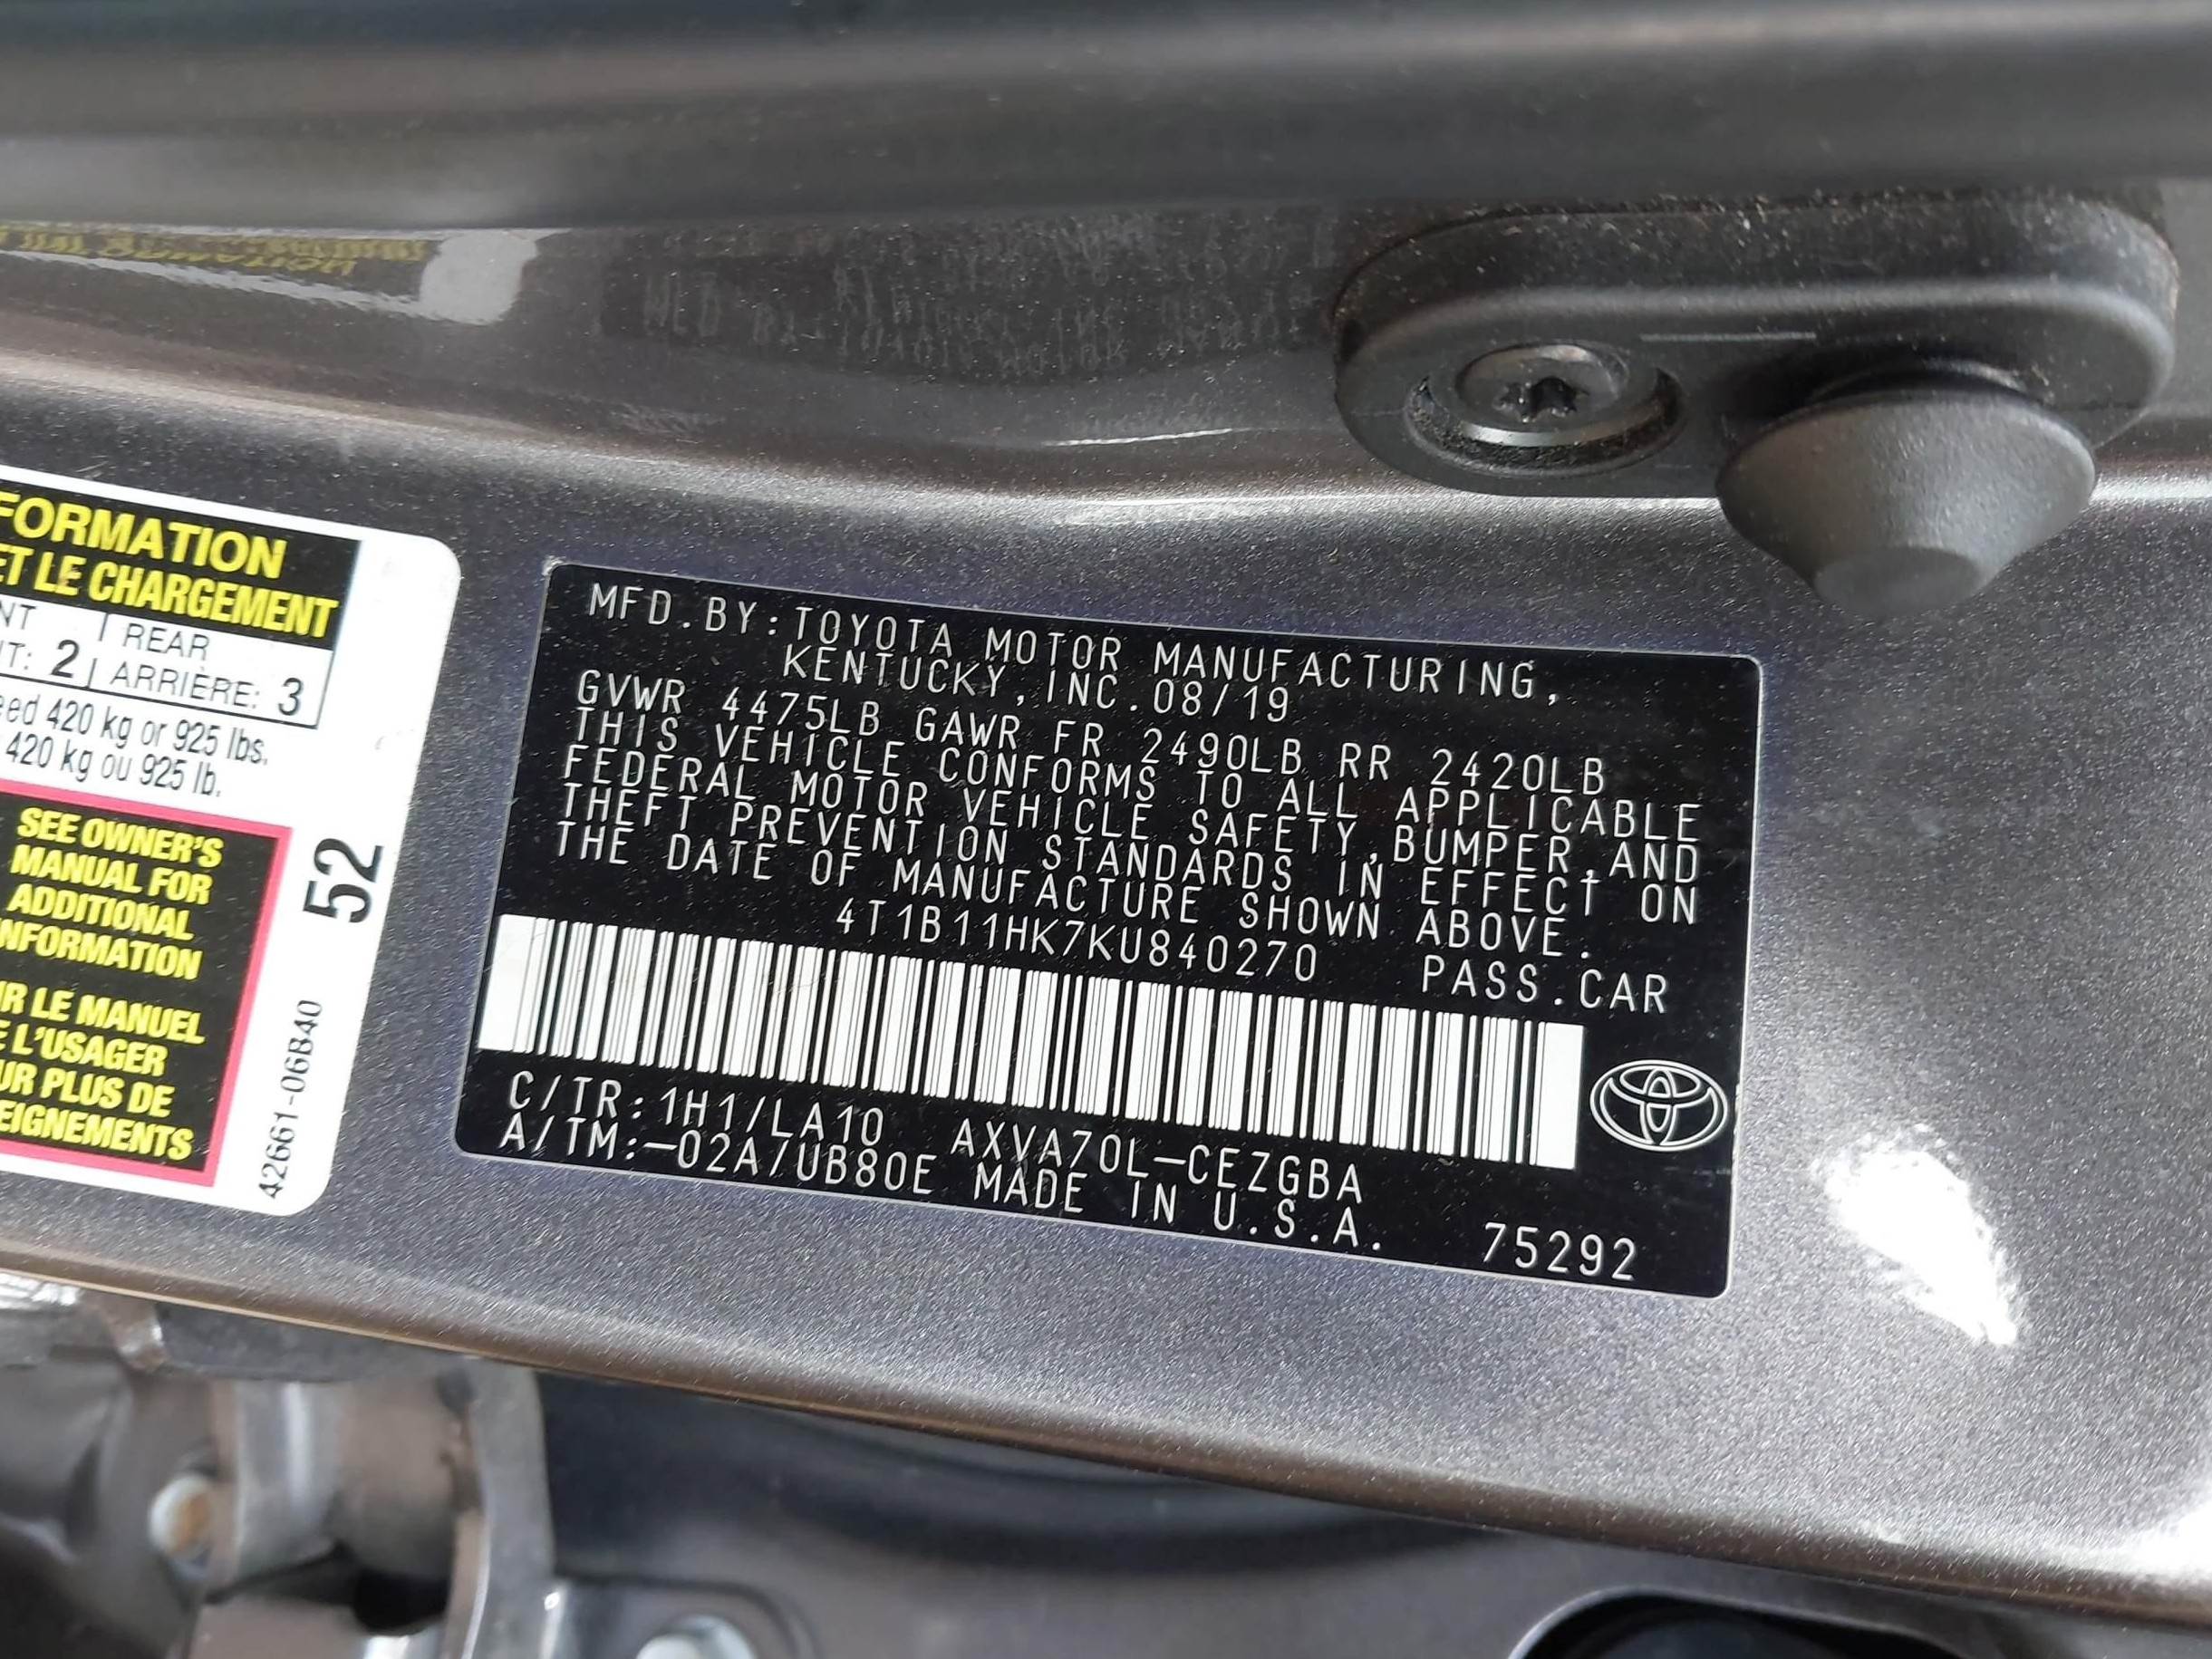 FORMATION
ET LE CHARGEMENT
NT | REAR
IT: 2 | ARRIÈRE: 3
eed 420 kg or 925 lbs.
420 kg ou 925 lb.
SEE OWNER'S
MANUAL FOR
ADDITIONAL
NFORMATION
IR LE MANUEL
E L'USAGER
UR PLUS DE
EIGNEMENTS
52
42661-06B40
MFD.BY:TOYOTA MOTOR MANUFACTURING,
KENTUCKY,INC.08/19
GVWR 4475LB GAWR FR 2490LB RR 2420LB
THIS VEHICLE CONFORMS TO ALL APPLICABLE
FEDERAL MOTOR VEHICLE SAFETY,BUMPER,AND
THEFT PREVENTION STANDARDS IN EFFECT ON
THE DATE OF MANUFACTURE SHOWN ABOVE.
4T1B11HK7KU840270 PASS.CAR
C/TR:1H1/LA10 AXVA70L-CEZGBA
A/TM:-02A/UB80E MADE IN U.S.A. 75292